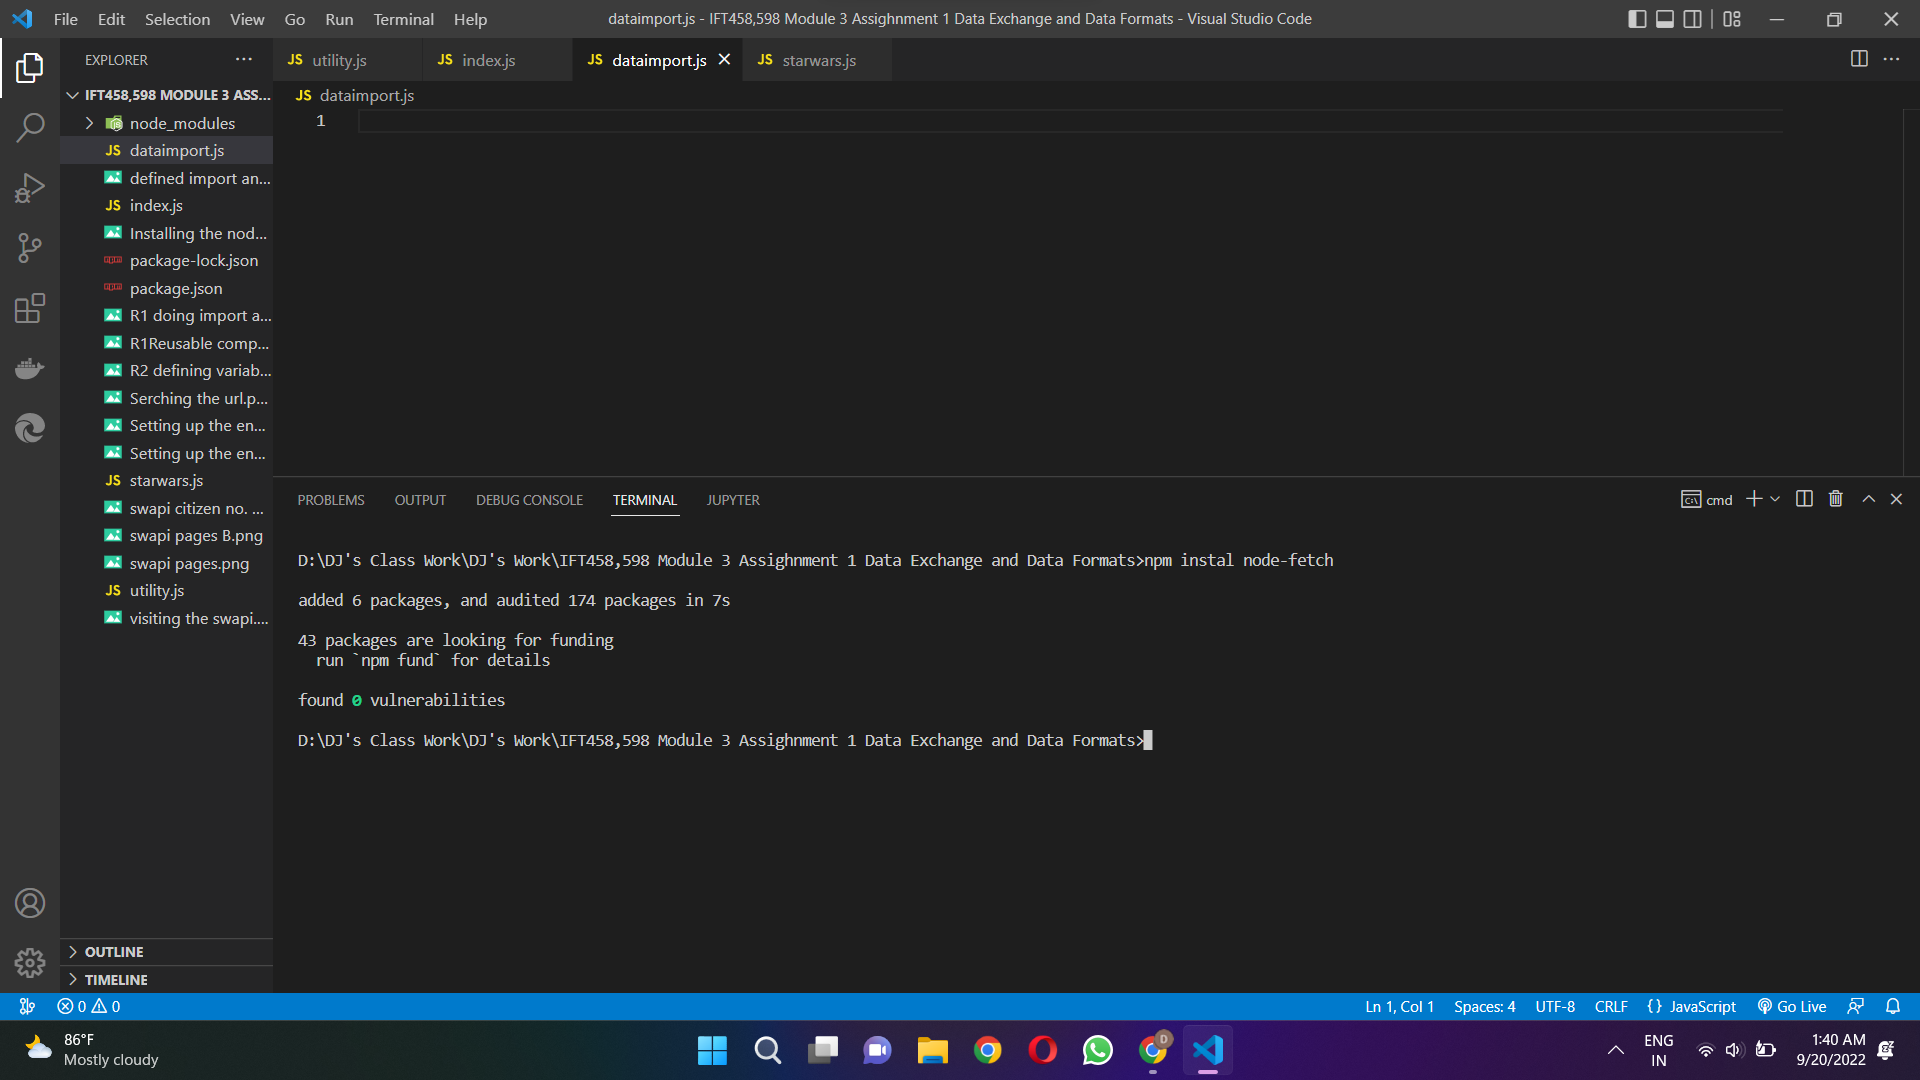 File Edit Selection View Go Run Terminal Help
dataimport.js - IFT458,598 Module 3 Assighnment 1 Data Exchange and Data Formats - Visual Studio Code
EXPLORER
JS utility.js
JS index.js
JS dataimport.js
JS starwars.js
IFT458,598 MODULE 3 ASS...
node_modules
JS dataimport.js
defined import an...
JS index.js
Installing the nod...
package-lock.json
package.json
R1 doing import a...
R1Reusable comp...
R2 defining variab...
Serching the url.p...
Setting up the en...
Setting up the en...
JS starwars.js
swapi citizen no. ...
swapi pages B.png
swapi pages.png
JS utility.js
visiting the swapi....
OUTLINE
TIMELINE
JS dataimport.js
1
PROBLEMS OUTPUT DEBUG CONSOLE TERMINAL JUPYTER
cmd
D:\DJ's Class Work\DJ's Work\IFT458,598 Module 3 Assighnment 1 Data Exchange and Data Formats>npm instal node-fetch
added 6 packages, and audited 174 packages in 7s
43 packages are looking for funding
run `npm fund` for details
found 0 vulnerabilities
D:\DJ's Class Work\DJ's Work\IFT458,598 Module 3 Assighnment 1 Data Exchange and Data Formats>
0 0
Ln 1, Col 1 Spaces: 4 UTF-8 CRLF {} JavaScript Go Live
86°F
Mostly cloudy
D
ENG
IN
1:40 AM
9/20/2022